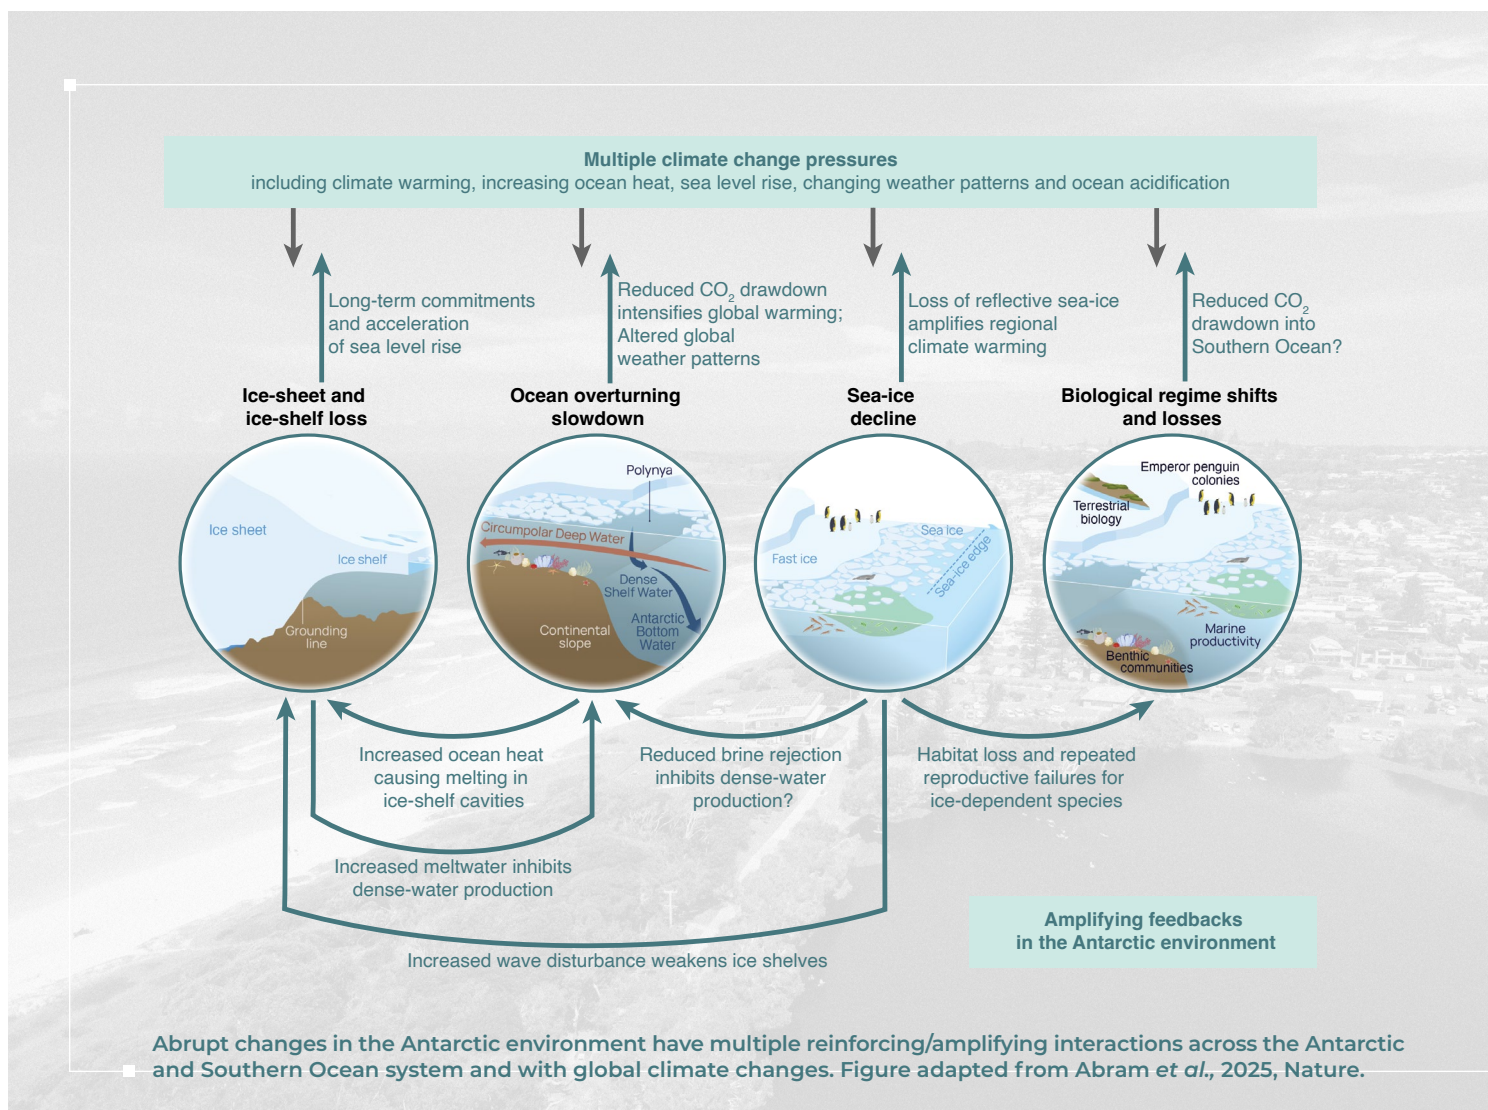 Multiple climate change pressures
including climate warming, increasing ocean heat, sea level rise, changing weather patterns and ocean acidification
Long-term commitments
and acceleration
of sea level rise
Reduced CO₂ drawdown
intensifies global warming;
Altered global
weather patterns
Loss of reflective sea-ice
amplifies regional
climate warming
Reduced CO₂
drawdown into
Southern Ocean?
Ice-sheet and
ice-shelf loss
Ocean overturning
slowdown
Sea-ice
decline
Biological regime shifts
and losses
Ice sheet
Ice shelf
Grounding
line
Polynya
Circumpolar Deep Water
Dense
Shelf Water
Antarctic
Bottom
Water
Continental
slope
Sea ice
Fast ice
Sea-ice edge
Emperor penguin
colonies
Terrestrial
biology
Marine
productivity
Benthic
communities
Increased ocean heat
causing melting in
ice-shelf cavities
Reduced brine rejection
inhibits dense-water
production?
Habitat loss and repeated
reproductive failures for
ice-dependent species
Increased meltwater inhibits
dense-water production
Increased wave disturbance weakens ice shelves
Amplifying feedbacks
in the Antarctic environment
Abrupt changes in the Antarctic environment have multiple reinforcing/amplifying interactions across the Antarctic
and Southern Ocean system and with global climate changes. Figure adapted from Abram et al., 2025, Nature.